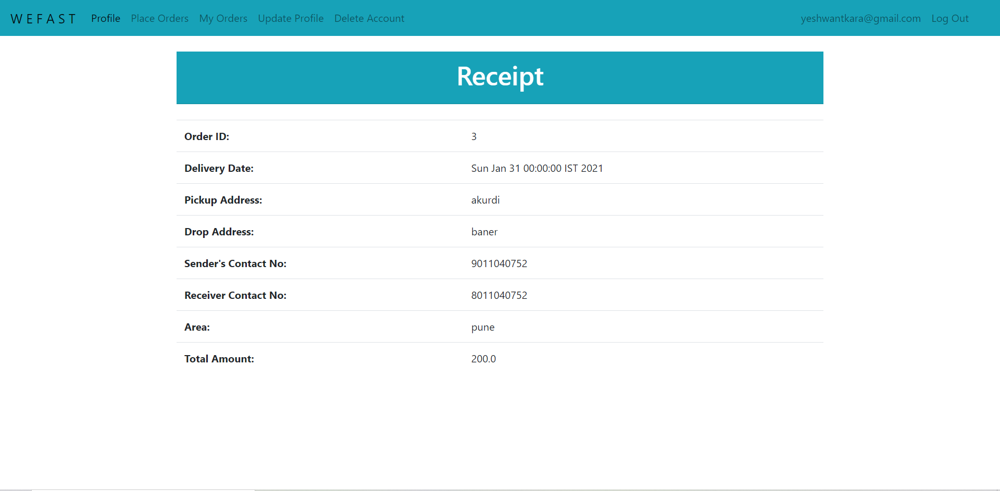 WEFAST Profile Place Orders My Orders Update Profile Delete Account yeshwantkara@gmail.com Log Out
Receipt
Order ID: 3
Delivery Date: Sun Jan 31 00:00:00 IST 2021
Pickup Address: akurdi
Drop Address: baner
Sender's Contact No: 9011040752
Receiver Contact No: 8011040752
Area: pune
Total Amount: 200.0